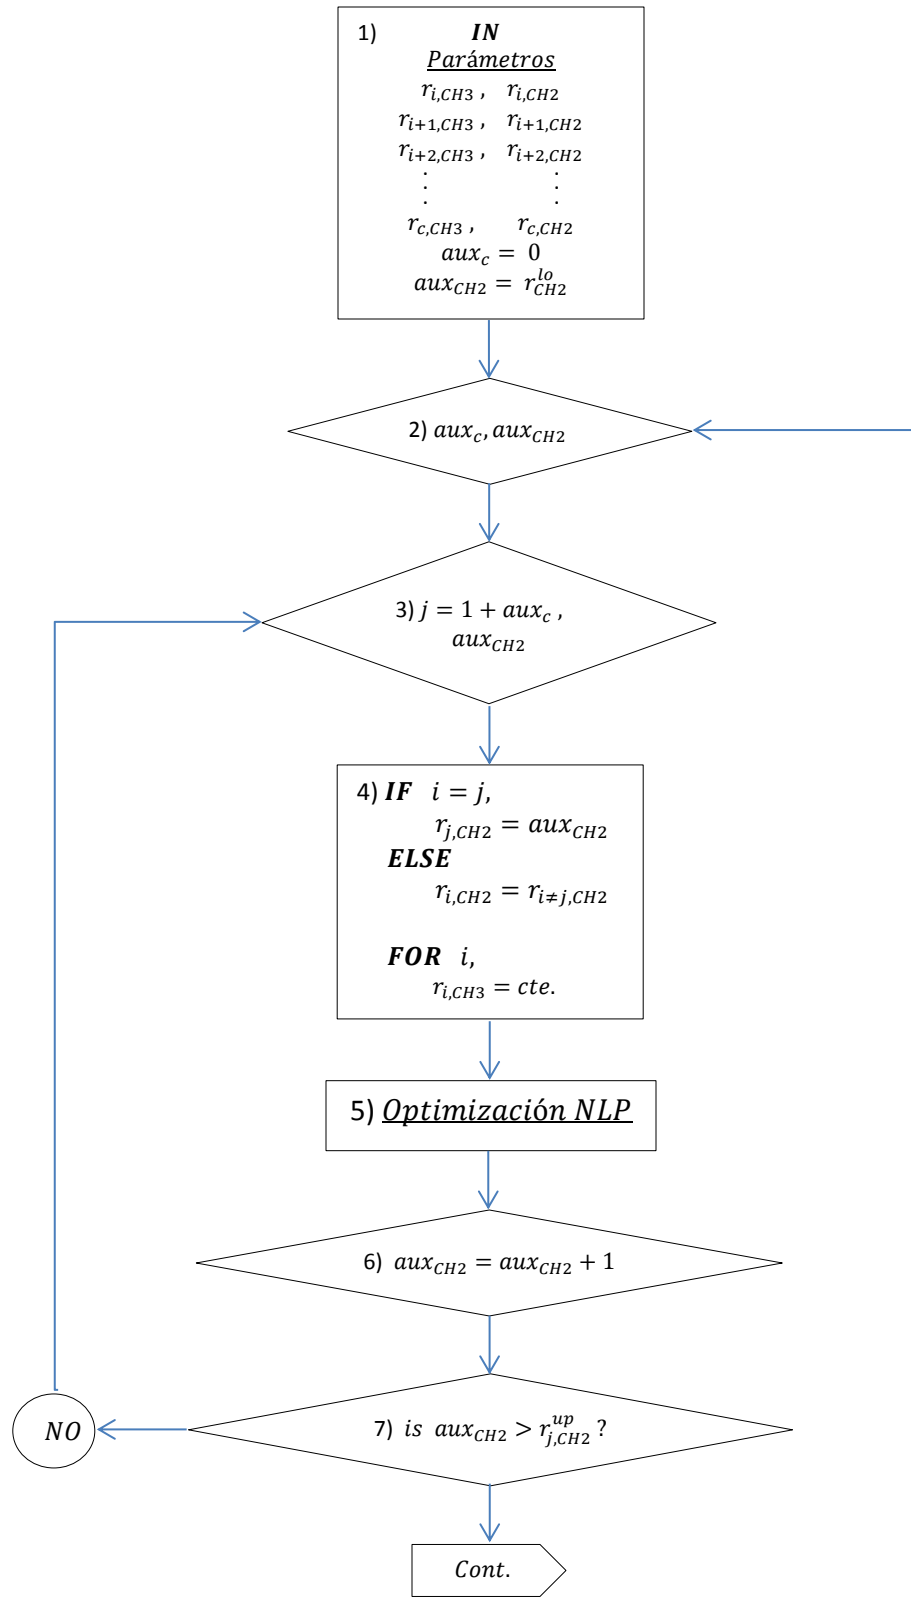 1) IN
Parámetros
r_{i,CH3} , r_{i,CH2}
r_{i+1,CH3} , r_{i+1,CH2}
r_{i+2,CH3} , r_{i+2,CH2}
⋮ ⋮
r_{c,CH3} , r_{c,CH2}
aux_c = 0
aux_{CH2} = r_{CH2}^{lo}
2) aux_c, aux_{CH2}
3) j = 1 + aux_c ,
aux_{CH2}
4) IF i = j,
r_{j,CH2} = aux_{CH2}
ELSE
r_{i,CH2} = r_{i≠j,CH2}
FOR i,
r_{i,CH3} = cte.
5) Optimización NLP
6) aux_{CH2} = aux_{CH2} + 1
7) is aux_{CH2} > r_{j,CH2}^{up} ?
NO
Cont.